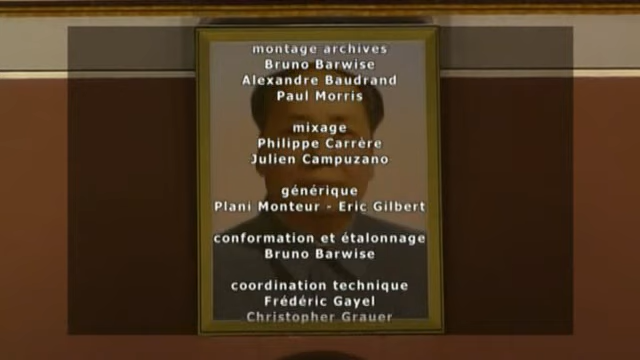 montage archives
Bruno Barwise
Alexandre Baudrand
Paul Morris
mixage
Philippe Carrère
Julien Campuzano
générique
Plani Monteur - Eric Gilbert
conformation et étalonnage
Bruno Barwise
coordination technique
Frédéric Gayel
Christopher Grauer